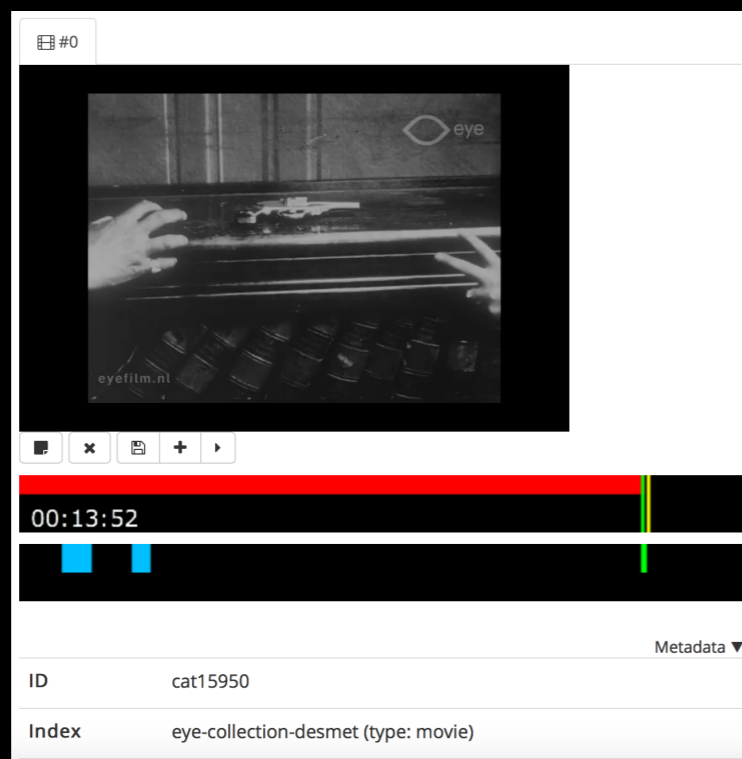 #0
eye
eyefilm.nl
00:13:52
Metadata ▼
ID cat15950
Index eye-collection-desmet (type: movie)